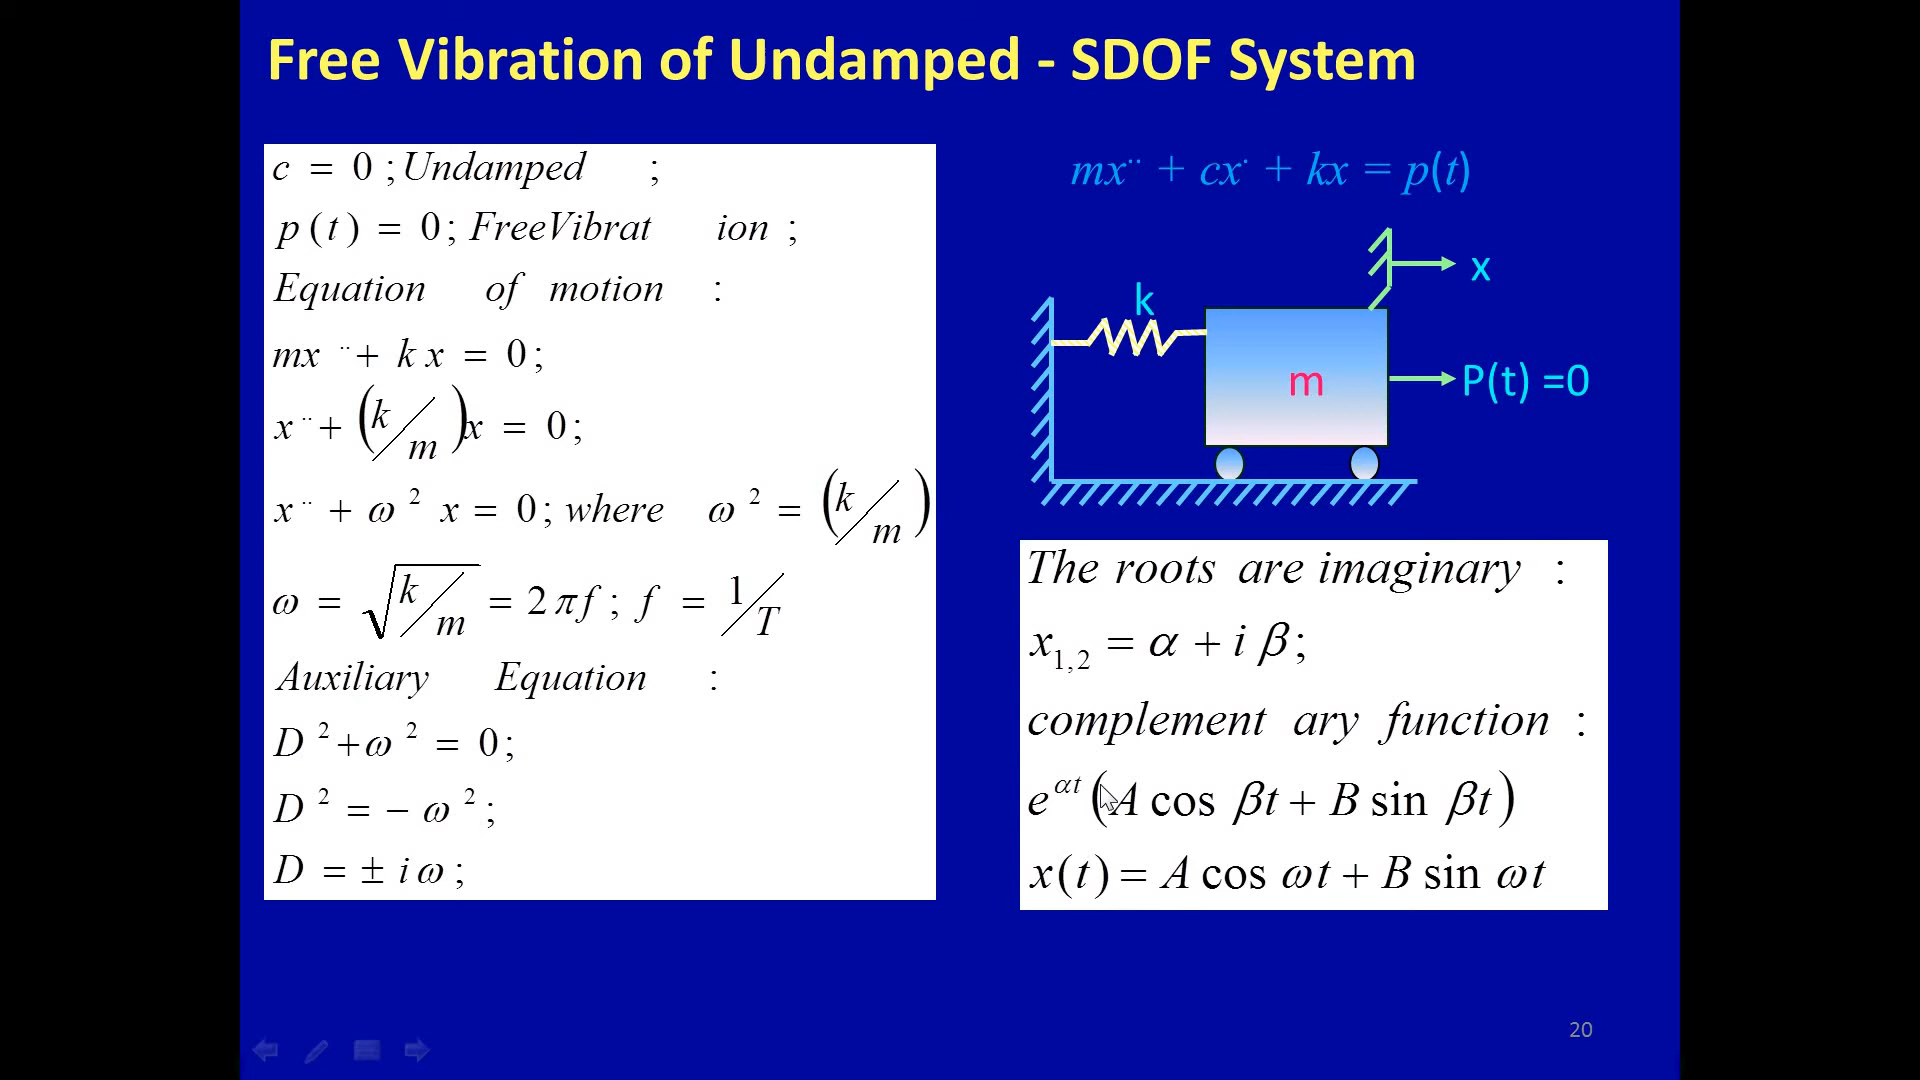 Free Vibration of Undamped - SDOF System
c = 0 ; Undamped ;
p (t) = 0; FreeVibrat ion ;
Equation of motion :
mx ¨ + k x = 0;
x ¨ + (k/m)x = 0;
x ¨ + ω ² x = 0; where ω ² = (k/m)
ω = √(k/m) = 2 π f ; f = 1/T
Auxiliary Equation :
D ² + ω ² = 0;
D ² = − ω ² ;
D = ± i ω ;
mx¨ + cx˙ + kx = p(t)
x
k
m
P(t) =0
The roots are imaginary :
x₁,₂ = α + i β;
complement ary function :
e^αt (A cos βt + B sin βt)
x(t) = A cos ωt + B sin ωt
20